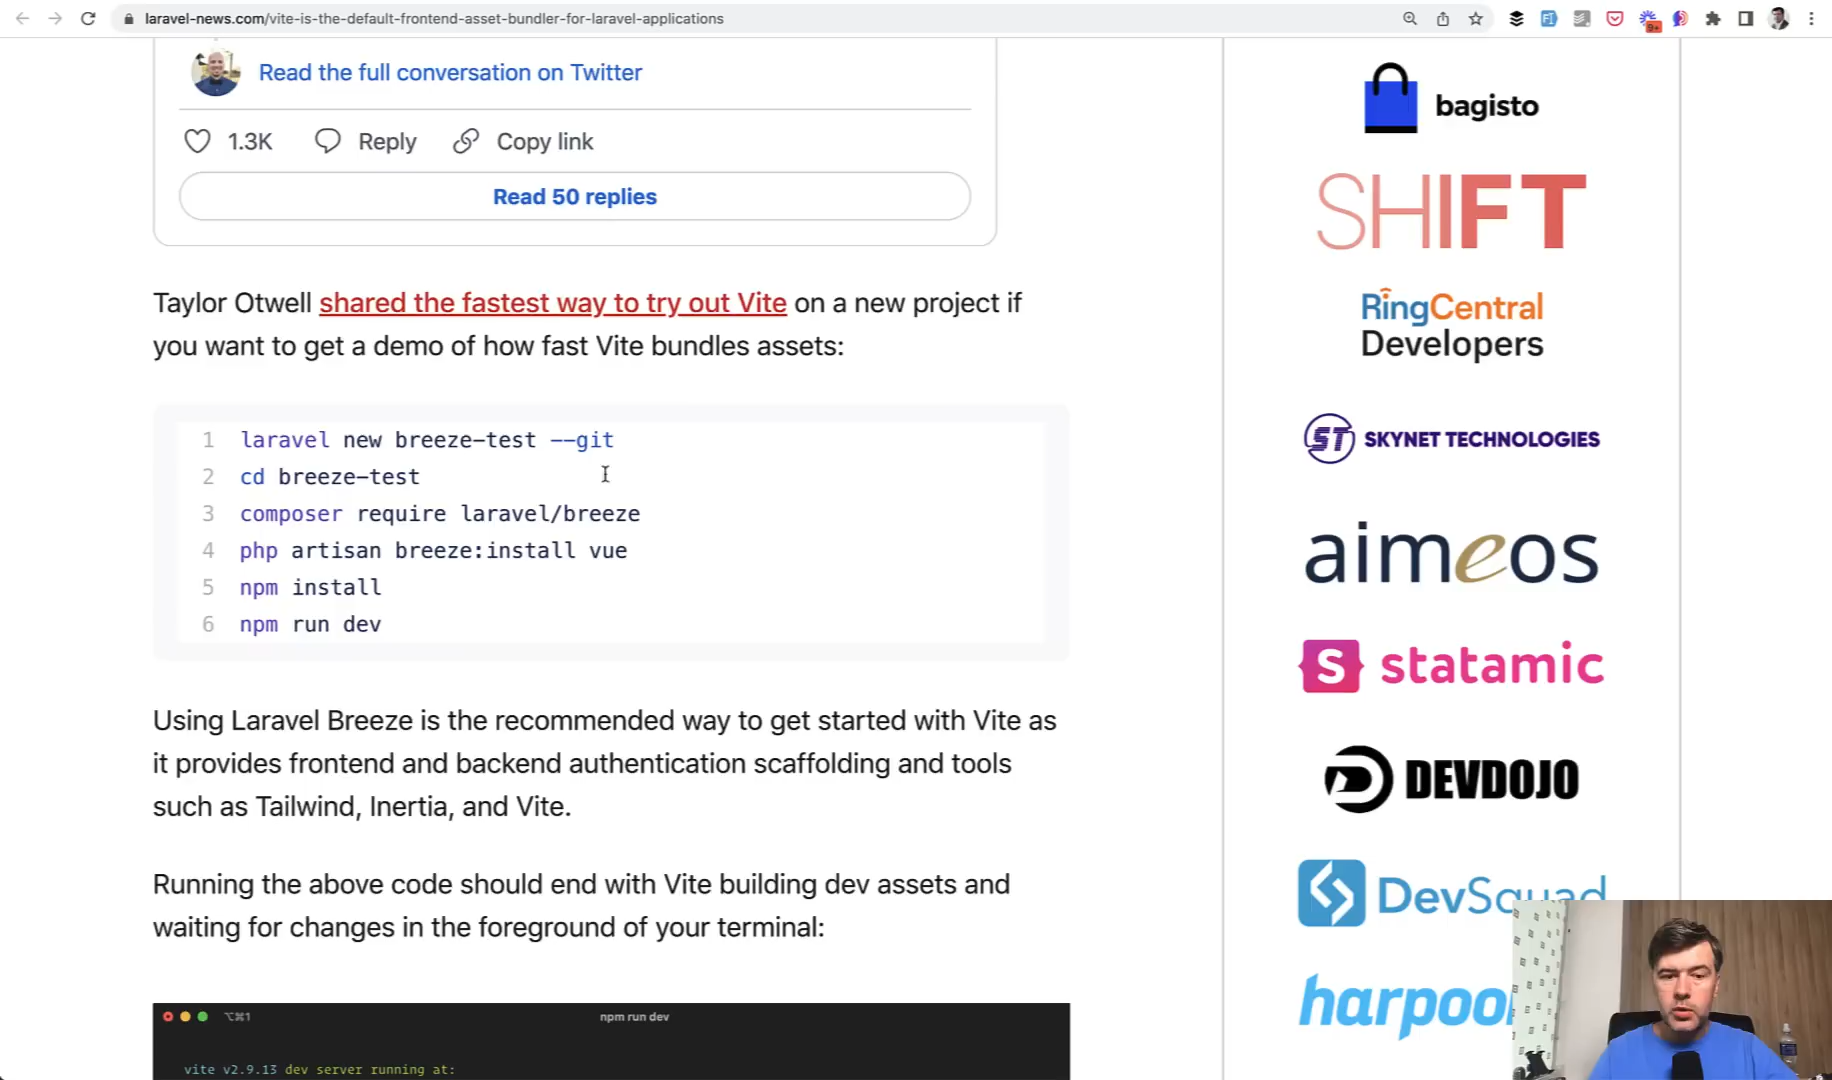 laravel-news.com/vite-is-the-default-frontend-asset-bundler-for-laravel-applications
9+
Read the full conversation on Twitter
1.3K Reply Copy link
Read 50 replies
Taylor Otwell shared the fastest way to try out Vite on a new project if
you want to get a demo of how fast Vite bundles assets:
1 laravel new breeze-test --git
2 cd breeze-test
3 composer require laravel/breeze
4 php artisan breeze:install vue
5 npm install
6 npm run dev
Using Laravel Breeze is the recommended way to get started with Vite as
it provides frontend and backend authentication scaffolding and tools
such as Tailwind, Inertia, and Vite.
Running the above code should end with Vite building dev assets and
waiting for changes in the foreground of your terminal:
⌥⌘1 npm run dev
vite v2.9.13 dev server running at:
bagisto
SHIFT
RingCentral
Developers
ST SKYNET TECHNOLOGIES
aimeos
S statamic
DEVDOJO
DevSquad
harpoo